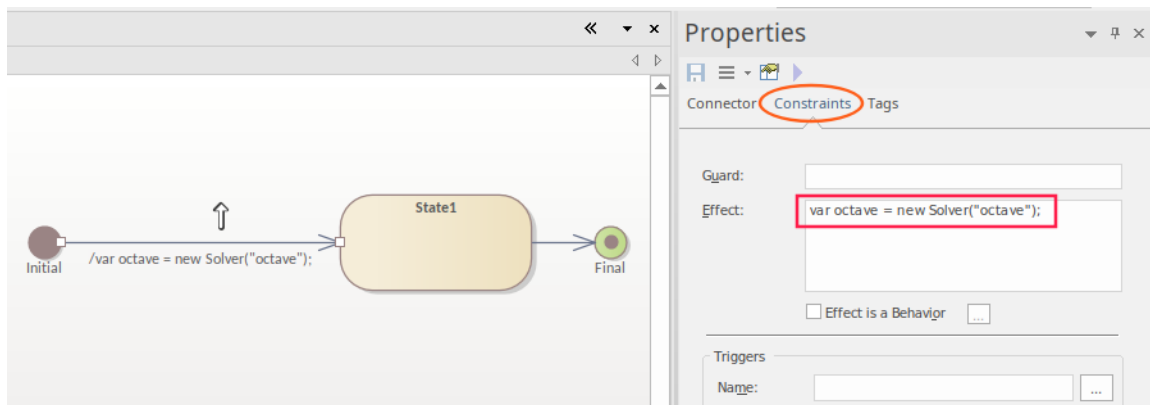 Properties
Connector Constraints Tags
Guard:
Effect: var octave = new Solver("octave");
State1
Initial /var octave = new Solver("octave"); Final
Effect is a Behavior ...
Triggers
Name: ...